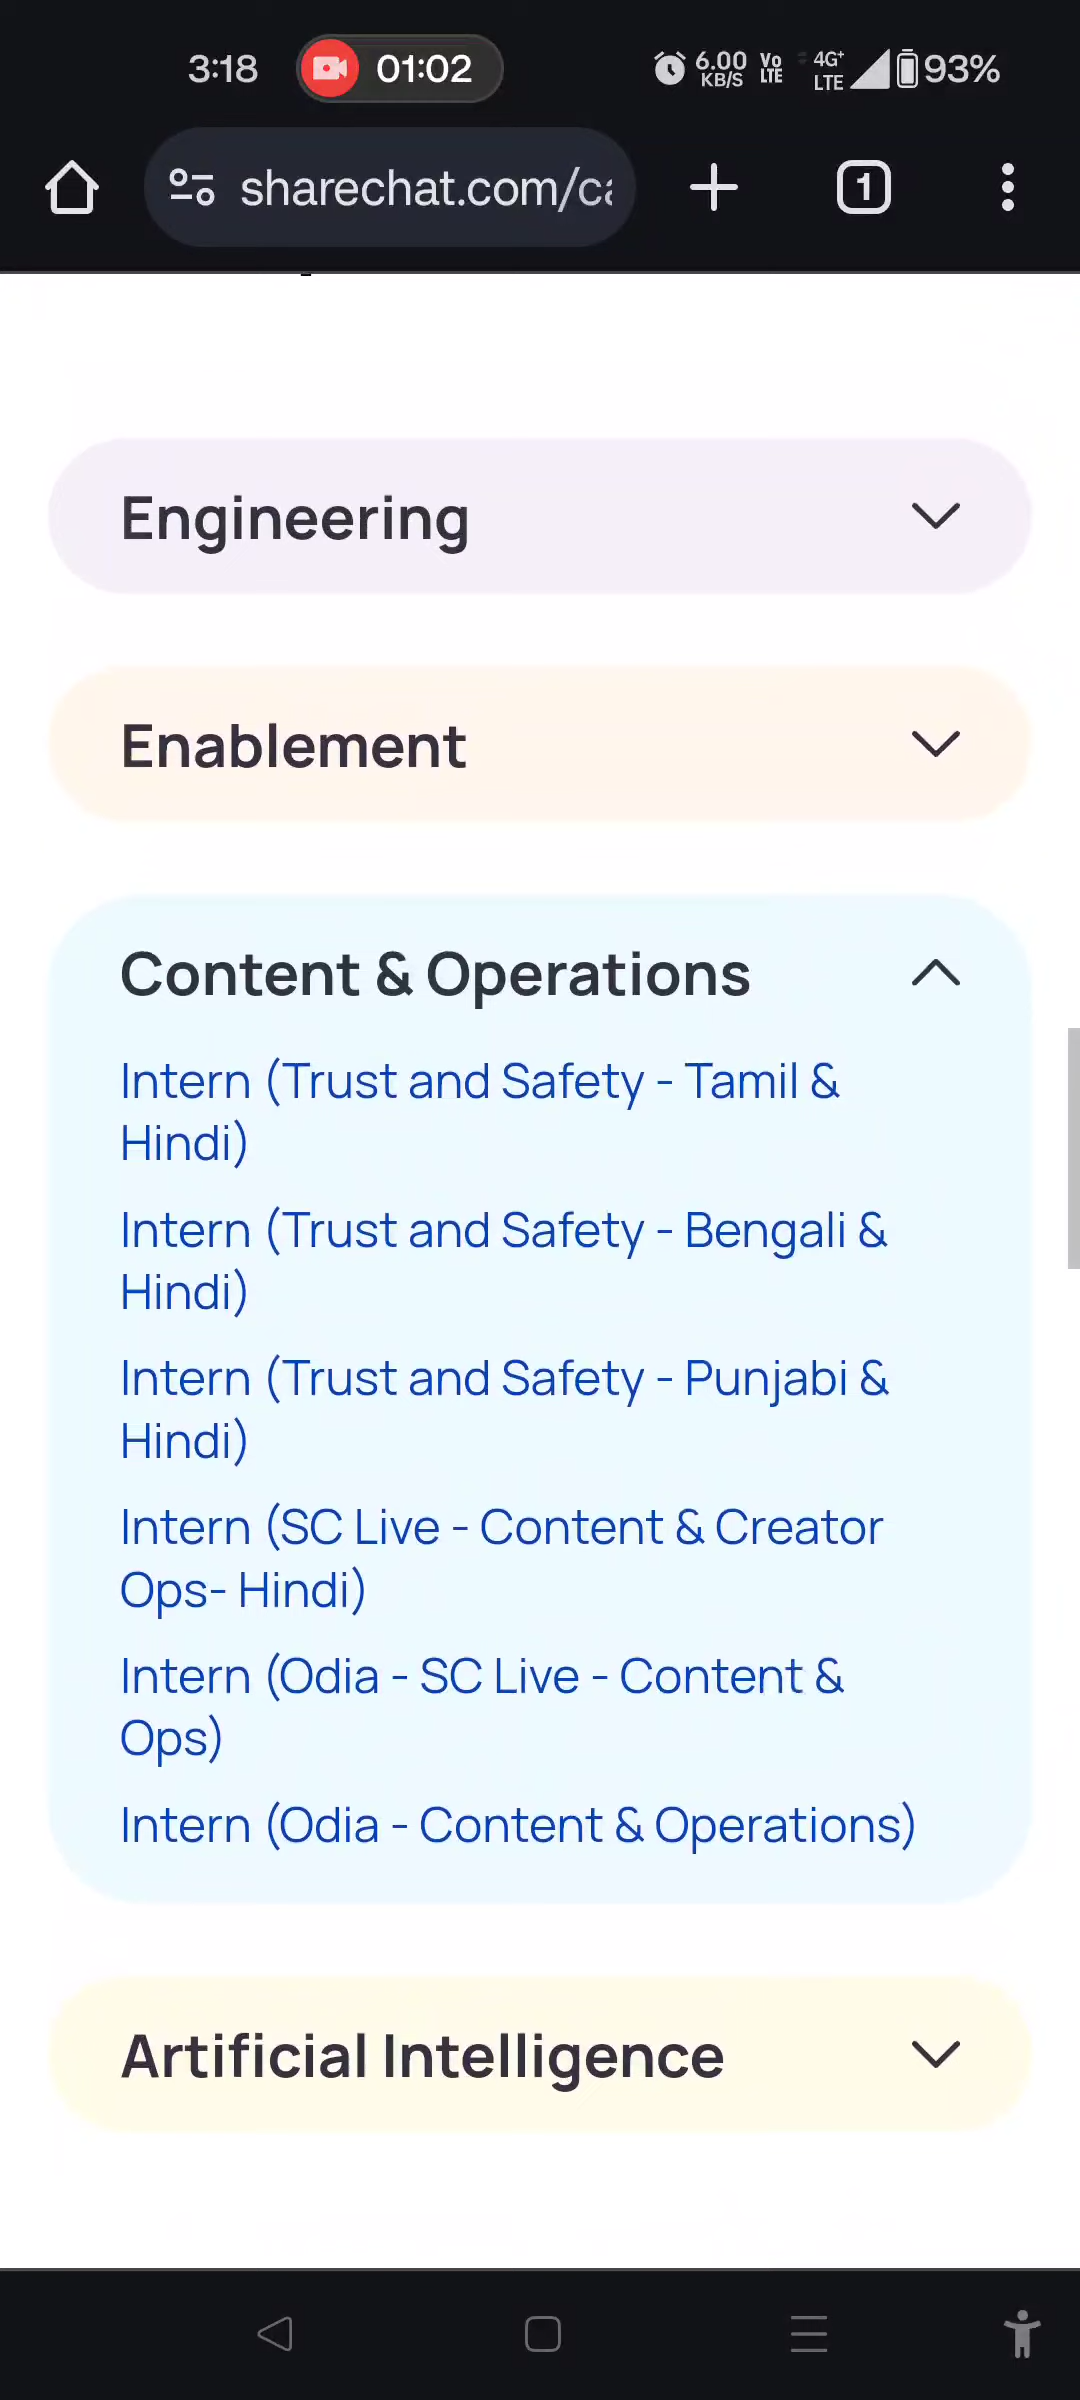 3:18
01:02
6.00
KB/S
Vo
LTE
4G+
LTE
93%
sharechat.com/ca
1
Engineering
Enablement
Content & Operations
Intern (Trust and Safety - Tamil &
Hindi)
Intern (Trust and Safety - Bengali &
Hindi)
Intern (Trust and Safety - Punjabi &
Hindi)
Intern (SC Live - Content & Creator
Ops- Hindi)
Intern (Odia - SC Live - Content &
Ops)
Intern (Odia - Content & Operations)
Artificial Intelligence